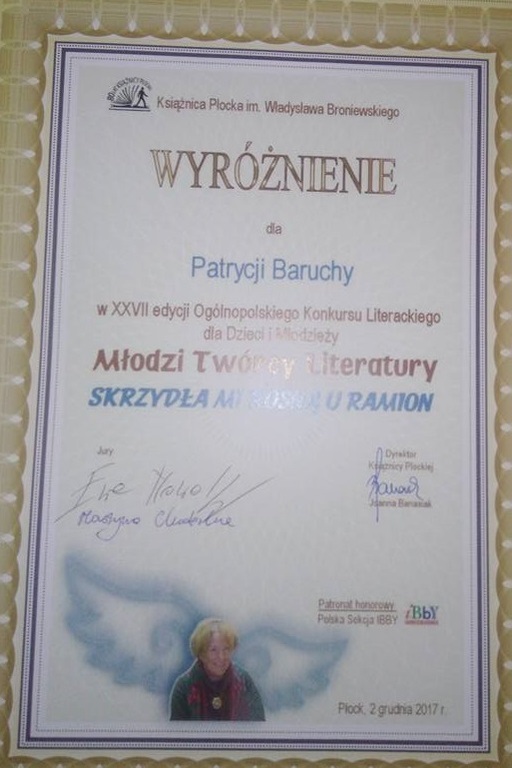 Książnica Płocka im. Władysława Broniewskiego
WYRÓŻNIENIE
dla
Patrycji Baruchy
w XXVII edycji Ogólnopolskiego Konkursu Literackiego
dla Dzieci i Młodzieży
Młodzi Twórcy Literatury
SKRZYDŁA MI ROSNĄ U RAMION
Jury
Dyrektor
Książnicy Płockiej
Joanna Banasiak
Patronat honorowy
Polska Sekcja IBBY
iBbY
Płock, 2 grudnia 2017 r.